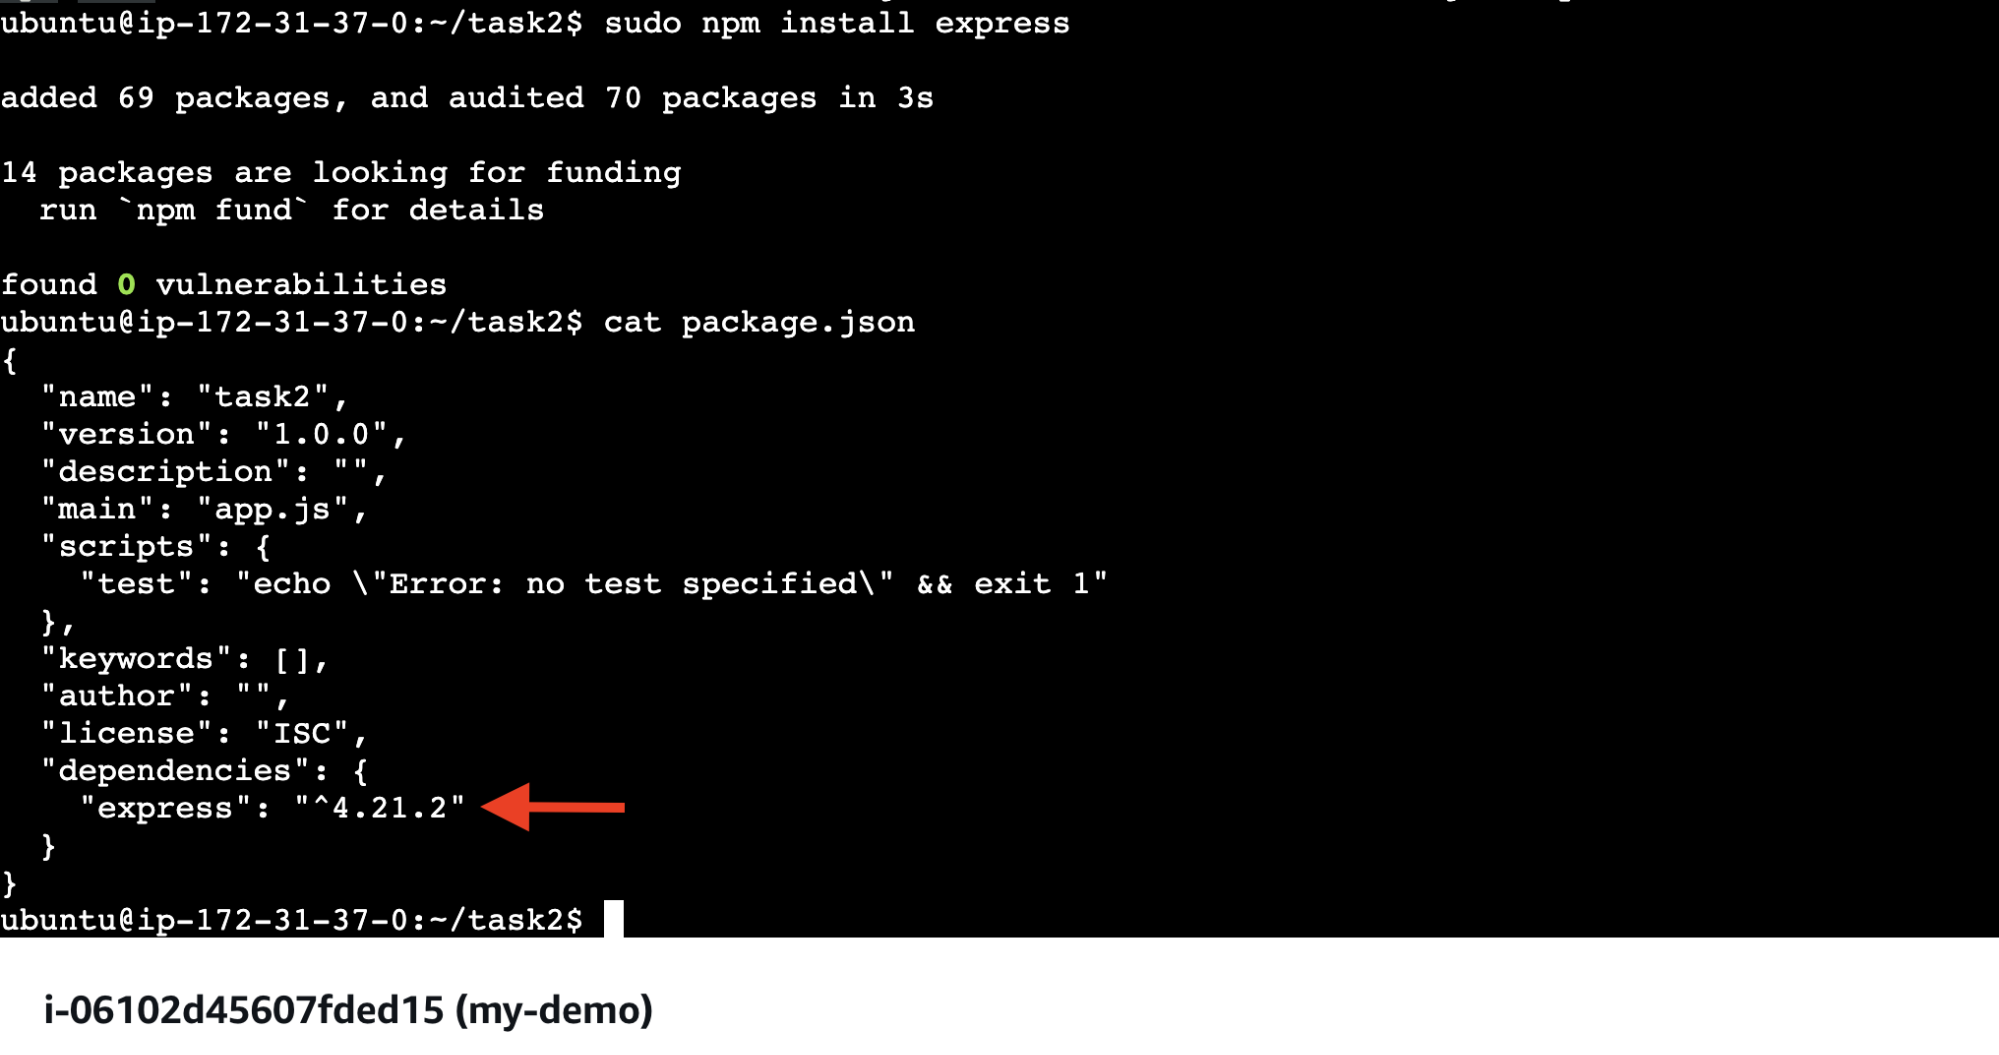 ubuntu@ip-172-31-37-0:~/task2$ sudo npm install express
added 69 packages, and audited 70 packages in 3s
14 packages are looking for funding
  run `npm fund` for details
found 0 vulnerabilities
ubuntu@ip-172-31-37-0:~/task2$ cat package.json
{
  "name": "task2",
  "version": "1.0.0",
  "description": "",
  "main": "app.js",
  "scripts": {
    "test": "echo \"Error: no test specified\" && exit 1"
  },
  "keywords": [],
  "author": "",
  "license": "ISC",
  "dependencies": {
    "express": "^4.21.2"
  }
}
ubuntu@ip-172-31-37-0:~/task2$
i-06102d45607fded15 (my-demo)